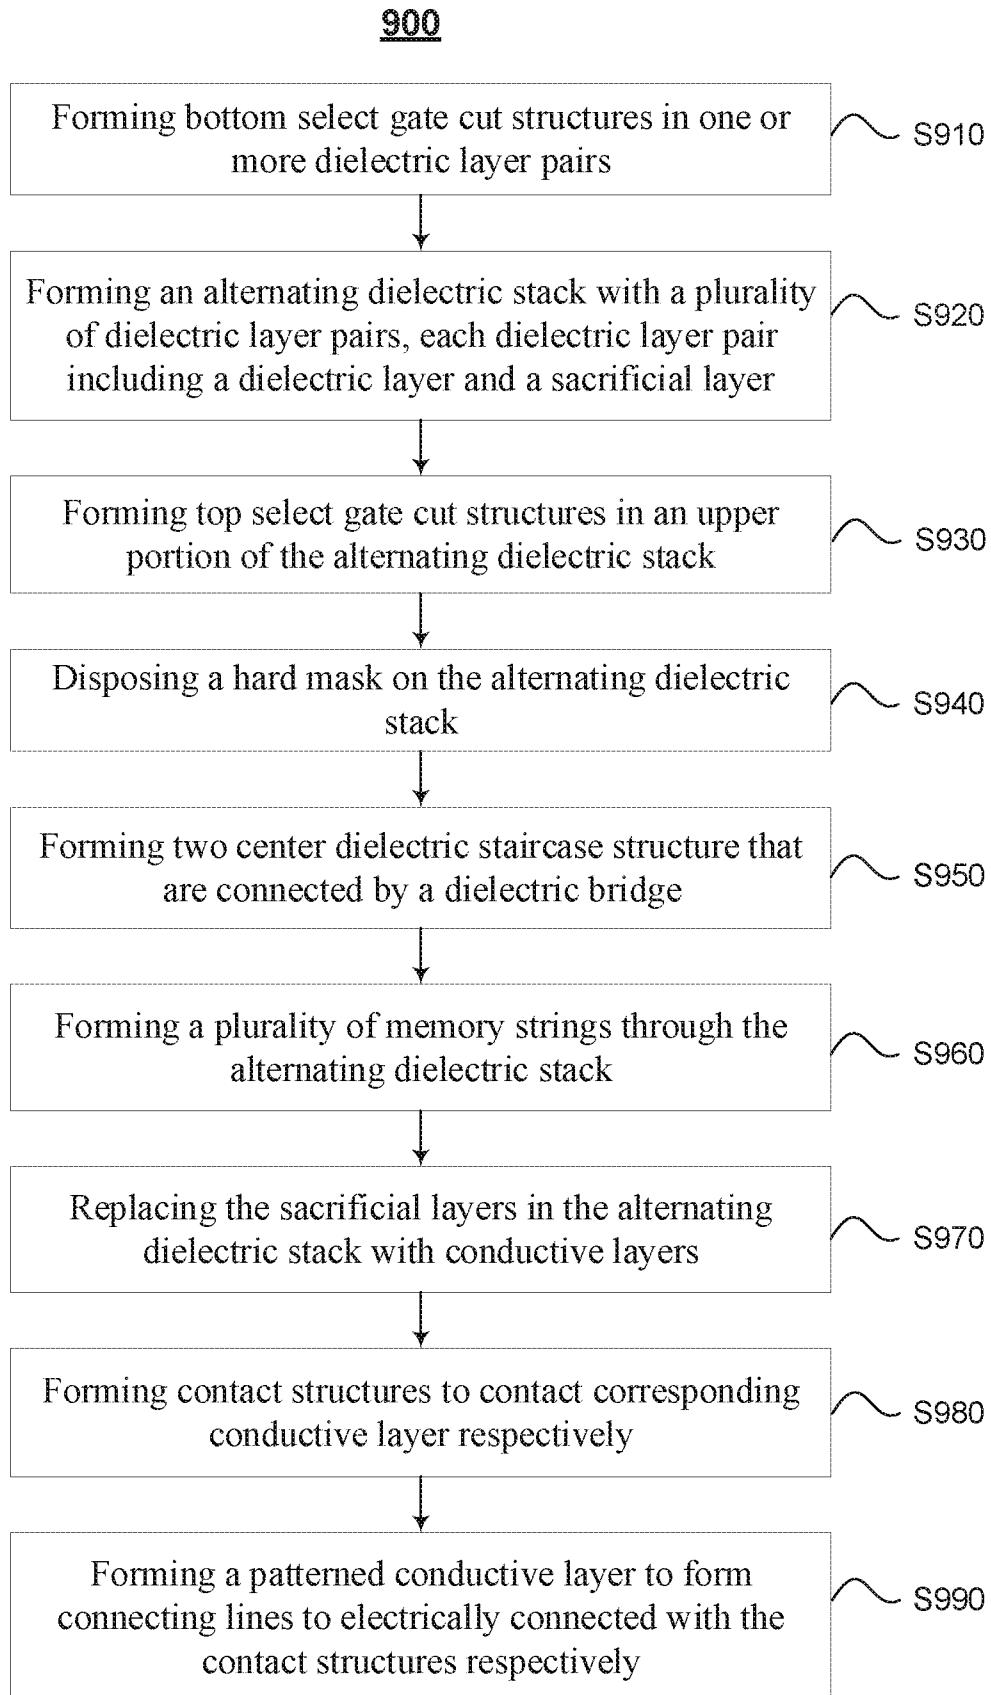 900
Forming bottom select gate cut structures in one or
more dielectric layer pairs
S910
Forming an alternating dielectric stack with a plurality
of dielectric layer pairs, each dielectric layer pair
including a dielectric layer and a sacrificial layer
S920
Forming top select gate cut structures in an upper
portion of the alternating dielectric stack
S930
Disposing a hard mask on the alternating dielectric
stack
S940
Forming two center dielectric staircase structure that
are connected by a dielectric bridge
S950
Forming a plurality of memory strings through the
alternating dielectric stack
S960
Replacing the sacrificial layers in the alternating
dielectric stack with conductive layers
S970
Forming contact structures to contact corresponding
conductive layer respectively
S980
Forming a patterned conductive layer to form
connecting lines to electrically connected with the
contact structures respectively
S990